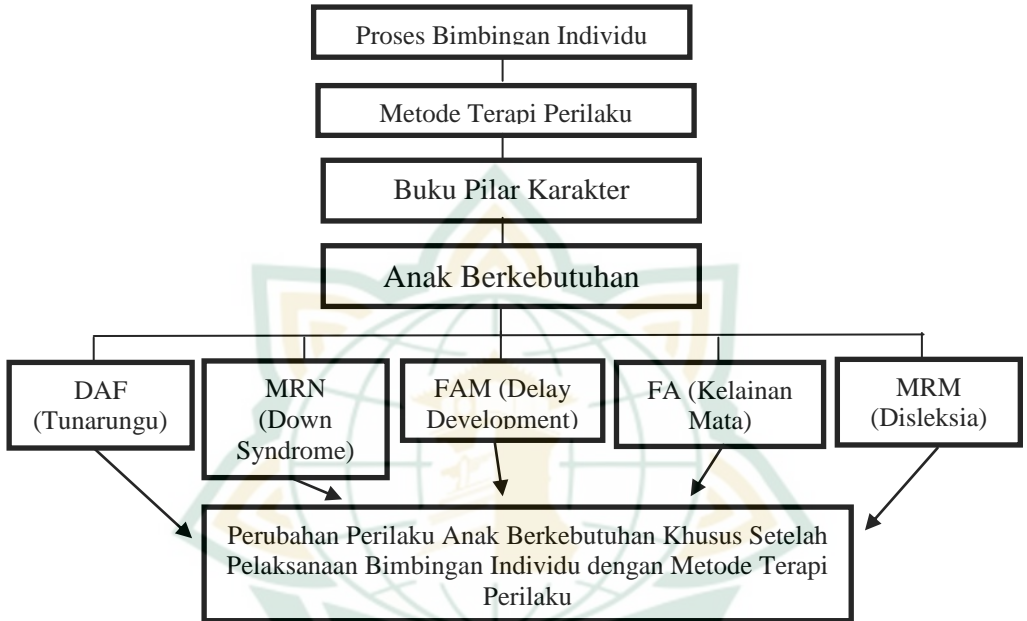 Proses Bimbingan Individu
Metode Terapi Perilaku
Buku Pilar Karakter
Anak Berkebutuhan
DAF
(Tunarungu)
MRN
(Down
Syndrome)
FAM (Delay
Development)
FA (Kelainan
Mata)
MRM
(Disleksia)
Perubahan Perilaku Anak Berkebutuhan Khusus Setelah
Pelaksanaan Bimbingan Individu dengan Metode Terapi
Perilaku